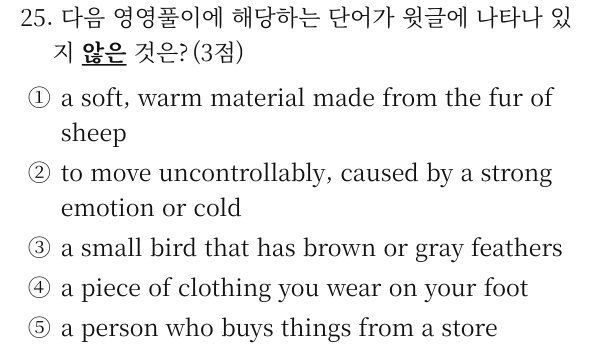 25. 다음 영영풀이에 해당하는 단어가 윗글에 나타나 있
지 않은 것은? (3점)
① a soft, warm material made from the fur of
sheep
② to move uncontrollably, caused by a strong
emotion or cold
③ a small bird that has brown or gray feathers
④ a piece of clothing you wear on your foot
⑤ a person who buys things from a store